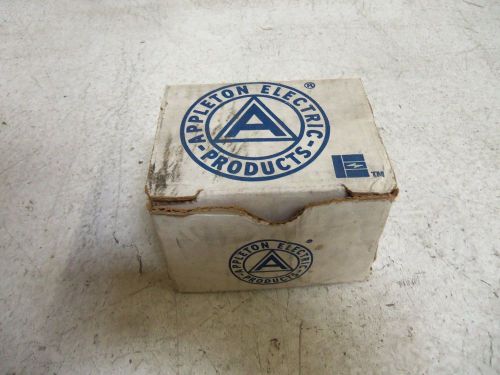 APPLETON ELECTRIC
-PRODUCTS-
A
®
TM
APPLETON ELECTRIC
-PRODUCTS-
A